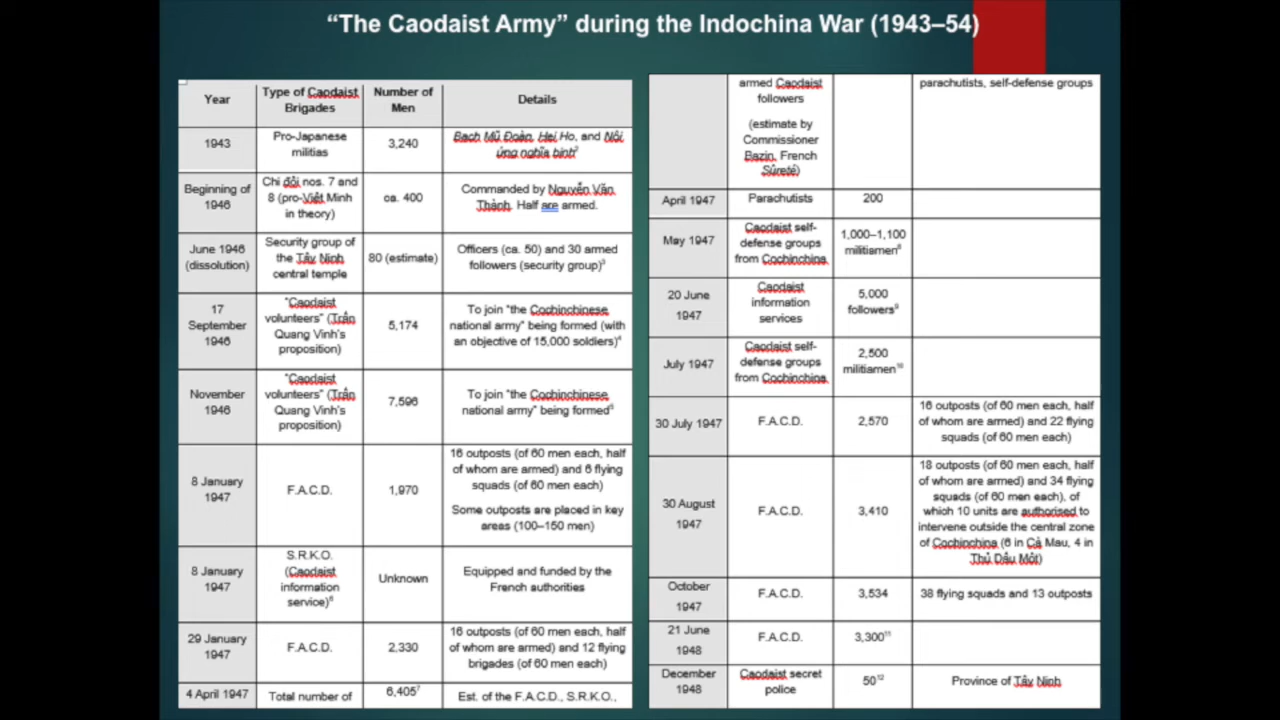 “The Caodaist Army” during the Indochina War (1943–54)
Year
Type of Caodaist
Brigades
Number of
Men
Details
1943
Pro-Japanese
militias
3,240
Bạch Mũ Đoàn, Hei Ho, and Nội
ứng nghĩa binh²
Beginning of
1946
Chi đội nos. 7 and
8 (pro-Việt Minh
in theory)
ca. 400
Commanded by Nguyễn Văn
Thành. Half are armed.
June 1946
(dissolution)
Security group of
the Tây Ninh
central temple
80 (estimate)
Officers (ca. 50) and 30 armed
followers (security group)³
17
September
1946
“Caodaist
volunteers” (Trần
Quang Vinh’s
proposition)
5,174
To join “the Cochinchinese
national army” being formed (with
an objective of 15,000 soldiers)⁴
November
1946
“Caodaist
volunteers” (Trần
Quang Vinh’s
proposition)
7,596
To join “the Cochinchinese
national army” being formed⁵
8 January
1947
F.A.C.D.
1,970
16 outposts (of 60 men each, half
of whom are armed) and 6 flying
squads (of 60 men each)
Some outposts are placed in key
areas (100–150 men)
8 January
1947
S.R.K.O.
(Caodaist
information
service)⁶
Unknown
Equipped and funded by the
French authorities
29 January
1947
F.A.C.D.
2,330
16 outposts (of 60 men each, half
of whom are armed) and 12 flying
brigades (of 60 men each)
4 April 1947
Total number of
6,405⁷
Est. of the F.A.C.D., S.R.K.O.,
armed Caodaist
followers
(estimate by
Commissioner
Bazin, French
Sûreté)
parachutists, self-defense groups
April 1947
Parachutists
200
May 1947
Caodaist self-
defense groups
from Cochinchina
1,000–1,100
militiamen⁸
20 June
1947
Caodaist
information
services
5,000
followers⁹
July 1947
Caodaist self-
defense groups
from Cochinchina
2,500
militiamen¹⁰
30 July 1947
F.A.C.D.
2,570
16 outposts (of 60 men each, half
of whom are armed) and 22 flying
squads (of 60 men each)
30 August
1947
F.A.C.D.
3,410
18 outposts (of 60 men each, half
of whom are armed) and 34 flying
squads (of 60 men each), of
which 10 units are authorised to
intervene outside the central zone
of Cochinchina (6 in Cà Mau, 4 in
Thủ Dầu Một)
October
1947
F.A.C.D.
3,534
38 flying squads and 13 outposts
21 June
1948
F.A.C.D.
3,300¹¹
December
1948
Caodaist secret
police
50¹²
Province of Tây Ninh